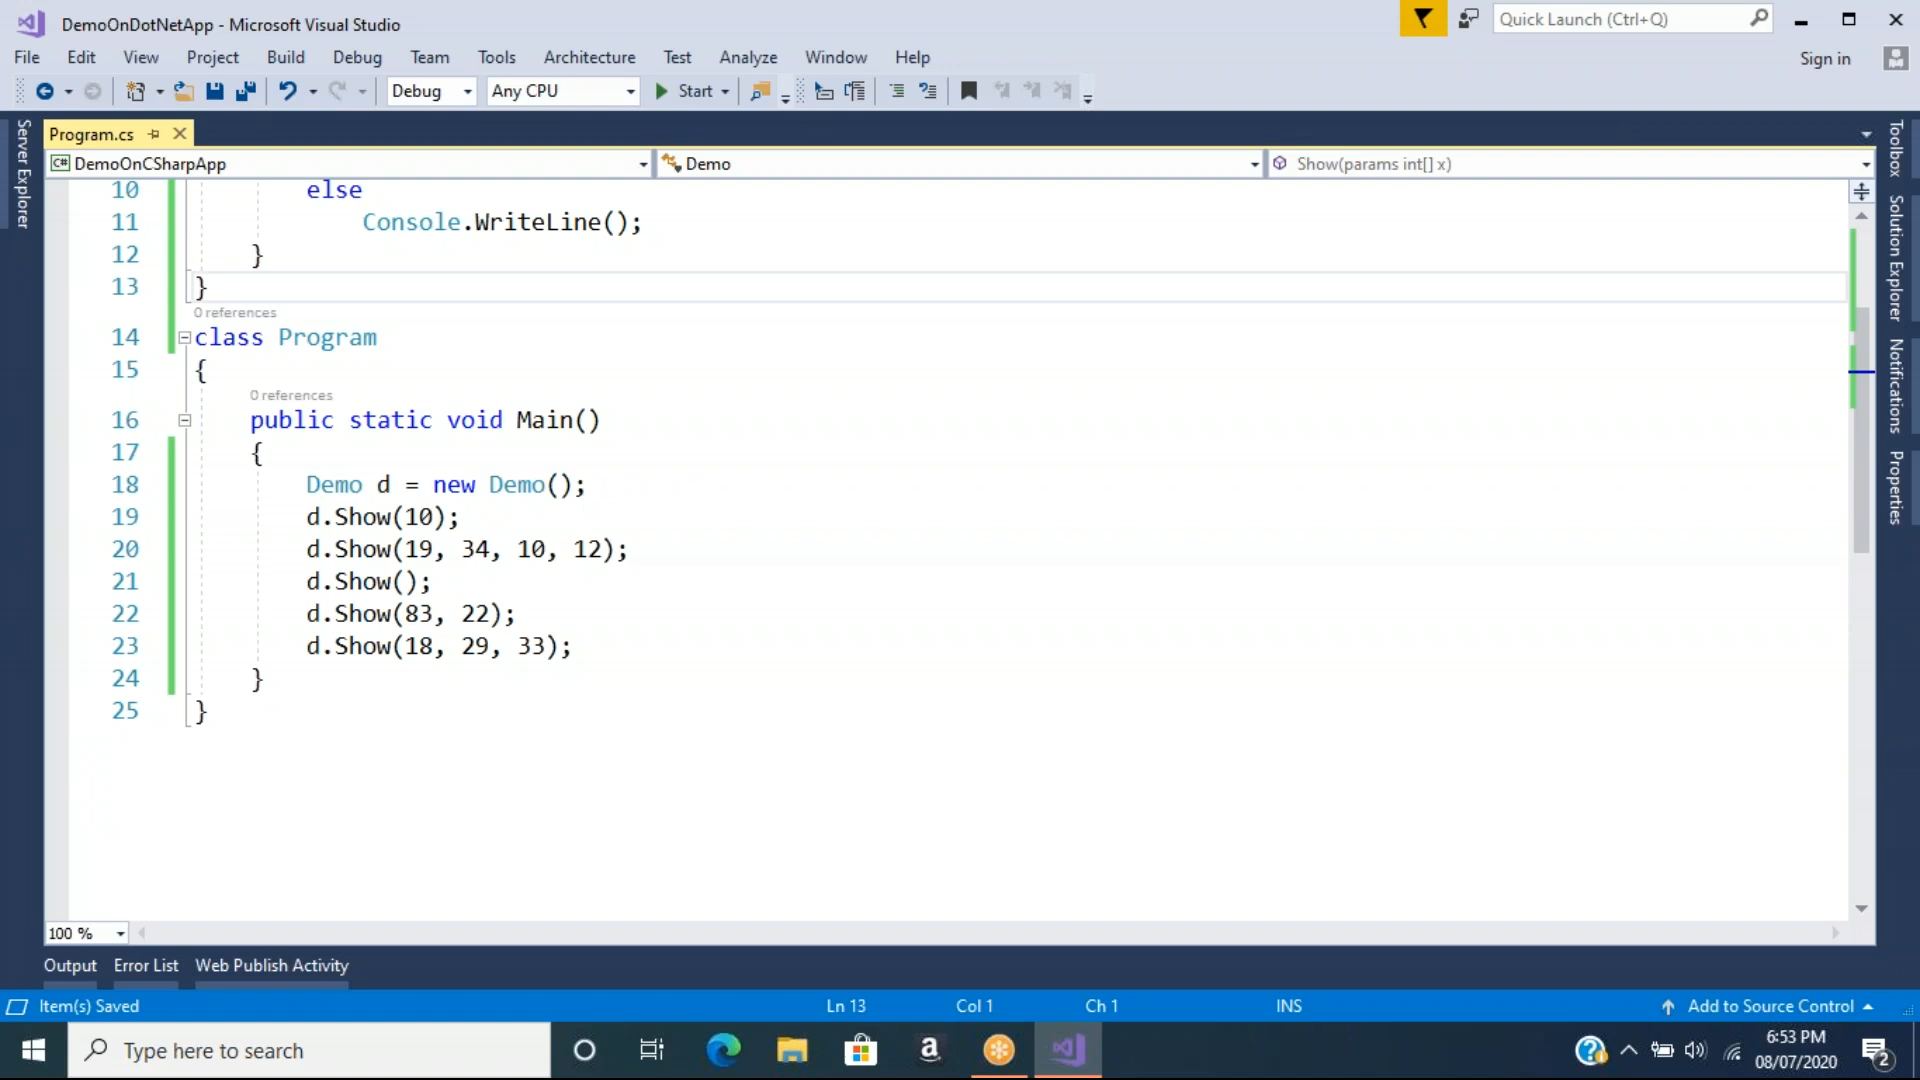 DemoOnDotNetApp - Microsoft Visual Studio
Quick Launch (Ctrl+Q)
File Edit View Project Build Debug Team Tools Architecture Test Analyze Window Help
Sign in
Debug Any CPU Start
Program.cs
DemoOnCSharpApp Demo Show(params int[] x)
Server Explorer
Toolbox
Solution Explorer
Notifications
Properties
10 else
11 Console.WriteLine();
12 }
13 }
0 references
14 class Program
15 {
0 references
16 public static void Main()
17 {
18 Demo d = new Demo();
19 d.Show(10);
20 d.Show(19, 34, 10, 12);
21 d.Show();
22 d.Show(83, 22);
23 d.Show(18, 29, 33);
24 }
25 }
100 %
Output Error List Web Publish Activity
Item(s) Saved Ln 13 Col 1 Ch 1 INS Add to Source Control
Type here to search
6:53 PM
08/07/2020
2